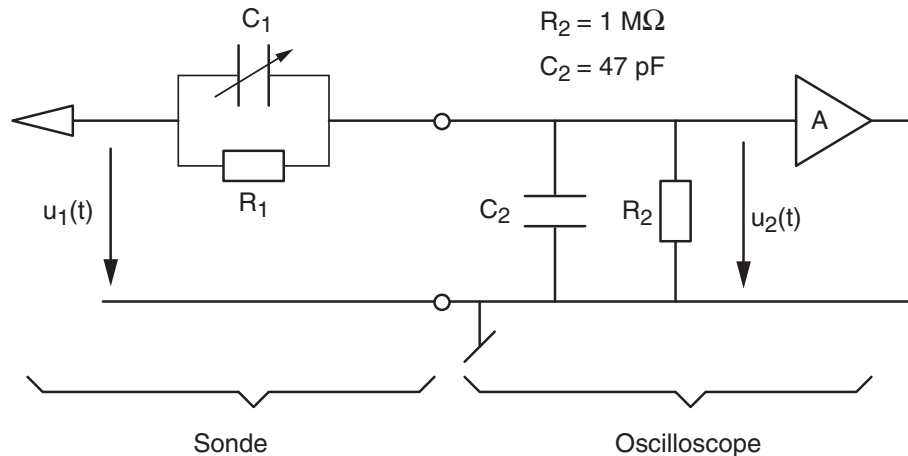 C1
R2 = 1 MΩ
C2 = 47 pF
A
R1
u1(t)
C2
R2
u2(t)
Sonde
Oscilloscope